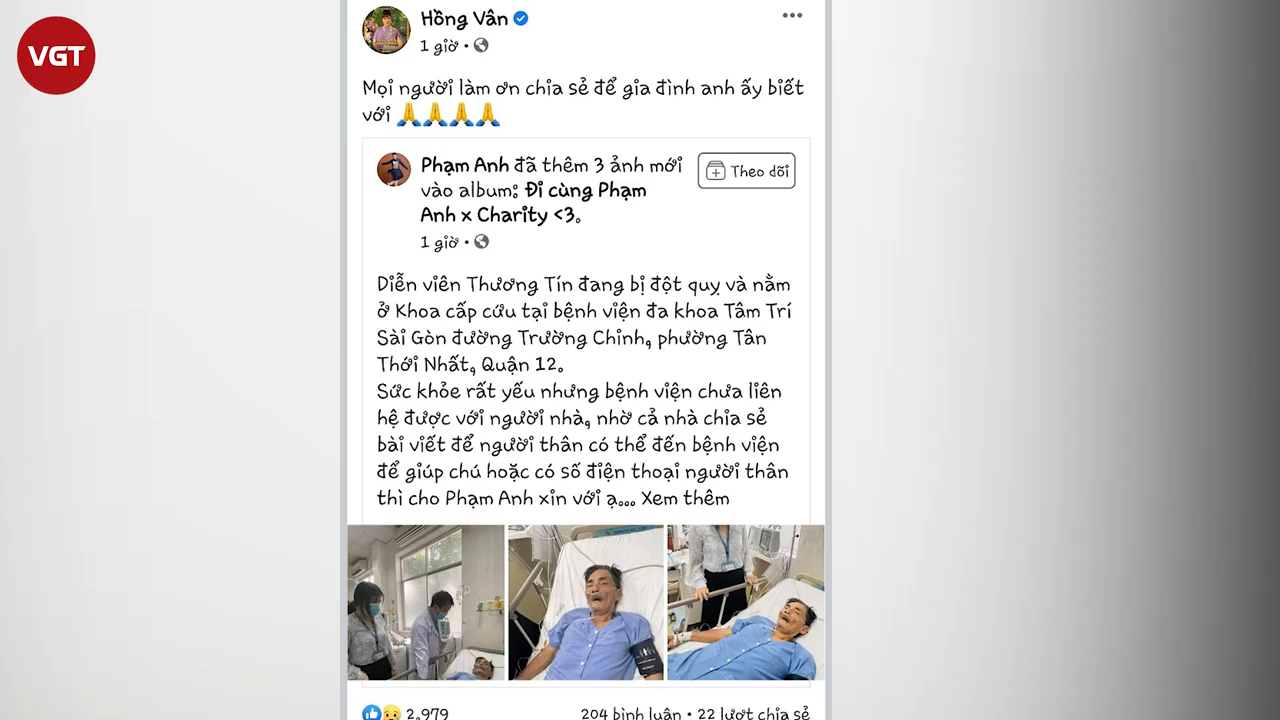 VGT
Hồng Vân
1 giờ •
Mọi người làm ơn chia sẻ để gia đình anh ấy biết
với 🙏🙏🙏🙏
Phạm Anh đã thêm 3 ảnh mới
vào album: Đi cùng Phạm
Anh x Charity <3.
Theo dõi
1 giờ •
Diễn viên Thương Tín đang bị đột quỵ và nằm
ở Khoa cấp cứu tại bệnh viện đa khoa Tâm Trí
Sài Gòn đường Trường Chinh, phường Tân
Thới Nhất, Quận 12.
Sức khỏe rất yếu nhưng bệnh viện chưa liên
hệ được với người nhà, nhờ cả nhà chia sẻ
bài viết để người thân có thể đến bệnh viện
để giúp chú hoặc có số điện thoại người thân
thì cho Phạm Anh xin với ạ... Xem thêm
2.979
204 bình luận • 22 lượt chia sẻ